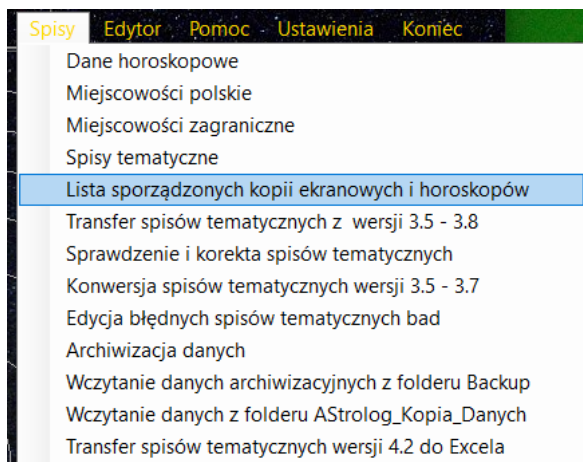 Spisy Edytor Pomoc Ustawienia Koniec
Dane horoskopowe
Miejscowości polskie
Miejscowości zagraniczne
Spisy tematyczne
Lista sporządzonych kopii ekranowych i horoskopów
Transfer spisów tematycznych z  wersji 3.5 - 3.8
Sprawdzenie i korekta spisów tematycznych
Konwersja spisów tematycznych wersji 3.5 - 3.7
Edycja błędnych spisów tematycznych bad
Archiwizacja danych
Wczytanie danych archiwizacyjnych z folderu Backup
Wczytanie danych z folderu AStrolog_Kopia_Danych
Transfer spisów tematycznych wersji 4.2 do Excela